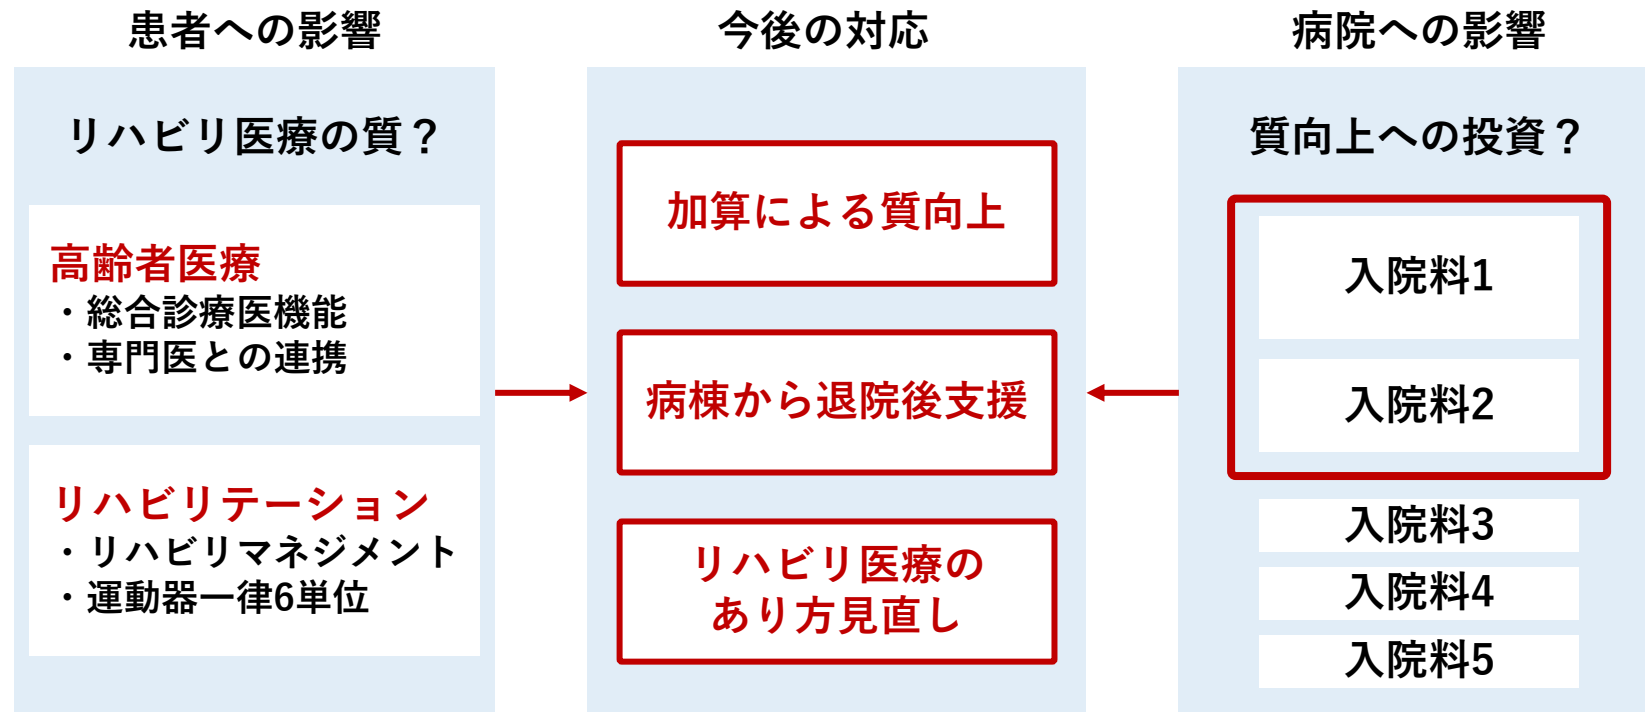 患者への影響
リハビリ医療の質？
高齢者医療
・総合診療医機能
・専門医との連携
リハビリテーション
・リハビリマネジメント
・運動器一律6単位
今後の対応
加算による質向上
病棟から退院後支援
リハビリ医療の
あり方見直し
病院への影響
質向上への投資？
入院料1
入院料2
入院料3
入院料4
入院料5